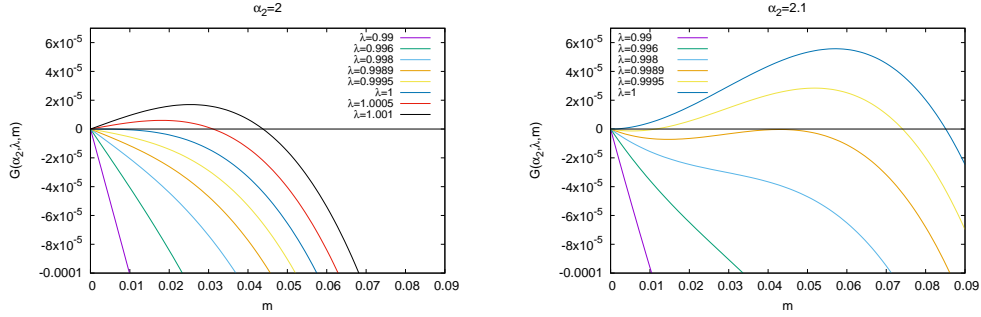 α₂=2
G(α₂,λ,m)
6x10⁻⁵
4x10⁻⁵
2x10⁻⁵
0
-2x10⁻⁵
-4x10⁻⁵
-6x10⁻⁵
-8x10⁻⁵
-0.0001
λ=0.99
λ=0.996
λ=0.998
λ=0.9989
λ=0.9995
λ=1
λ=1.0005
λ=1.001
0 0.01 0.02 0.03 0.04 0.05 0.06 0.07 0.08 0.09
m
α₂=2.1
G(α₂,λ,m)
6x10⁻⁵
4x10⁻⁵
2x10⁻⁵
0
-2x10⁻⁵
-4x10⁻⁵
-6x10⁻⁵
-8x10⁻⁵
-0.0001
λ=0.99
λ=0.996
λ=0.998
λ=0.9989
λ=0.9995
λ=1
0 0.01 0.02 0.03 0.04 0.05 0.06 0.07 0.08 0.09
m